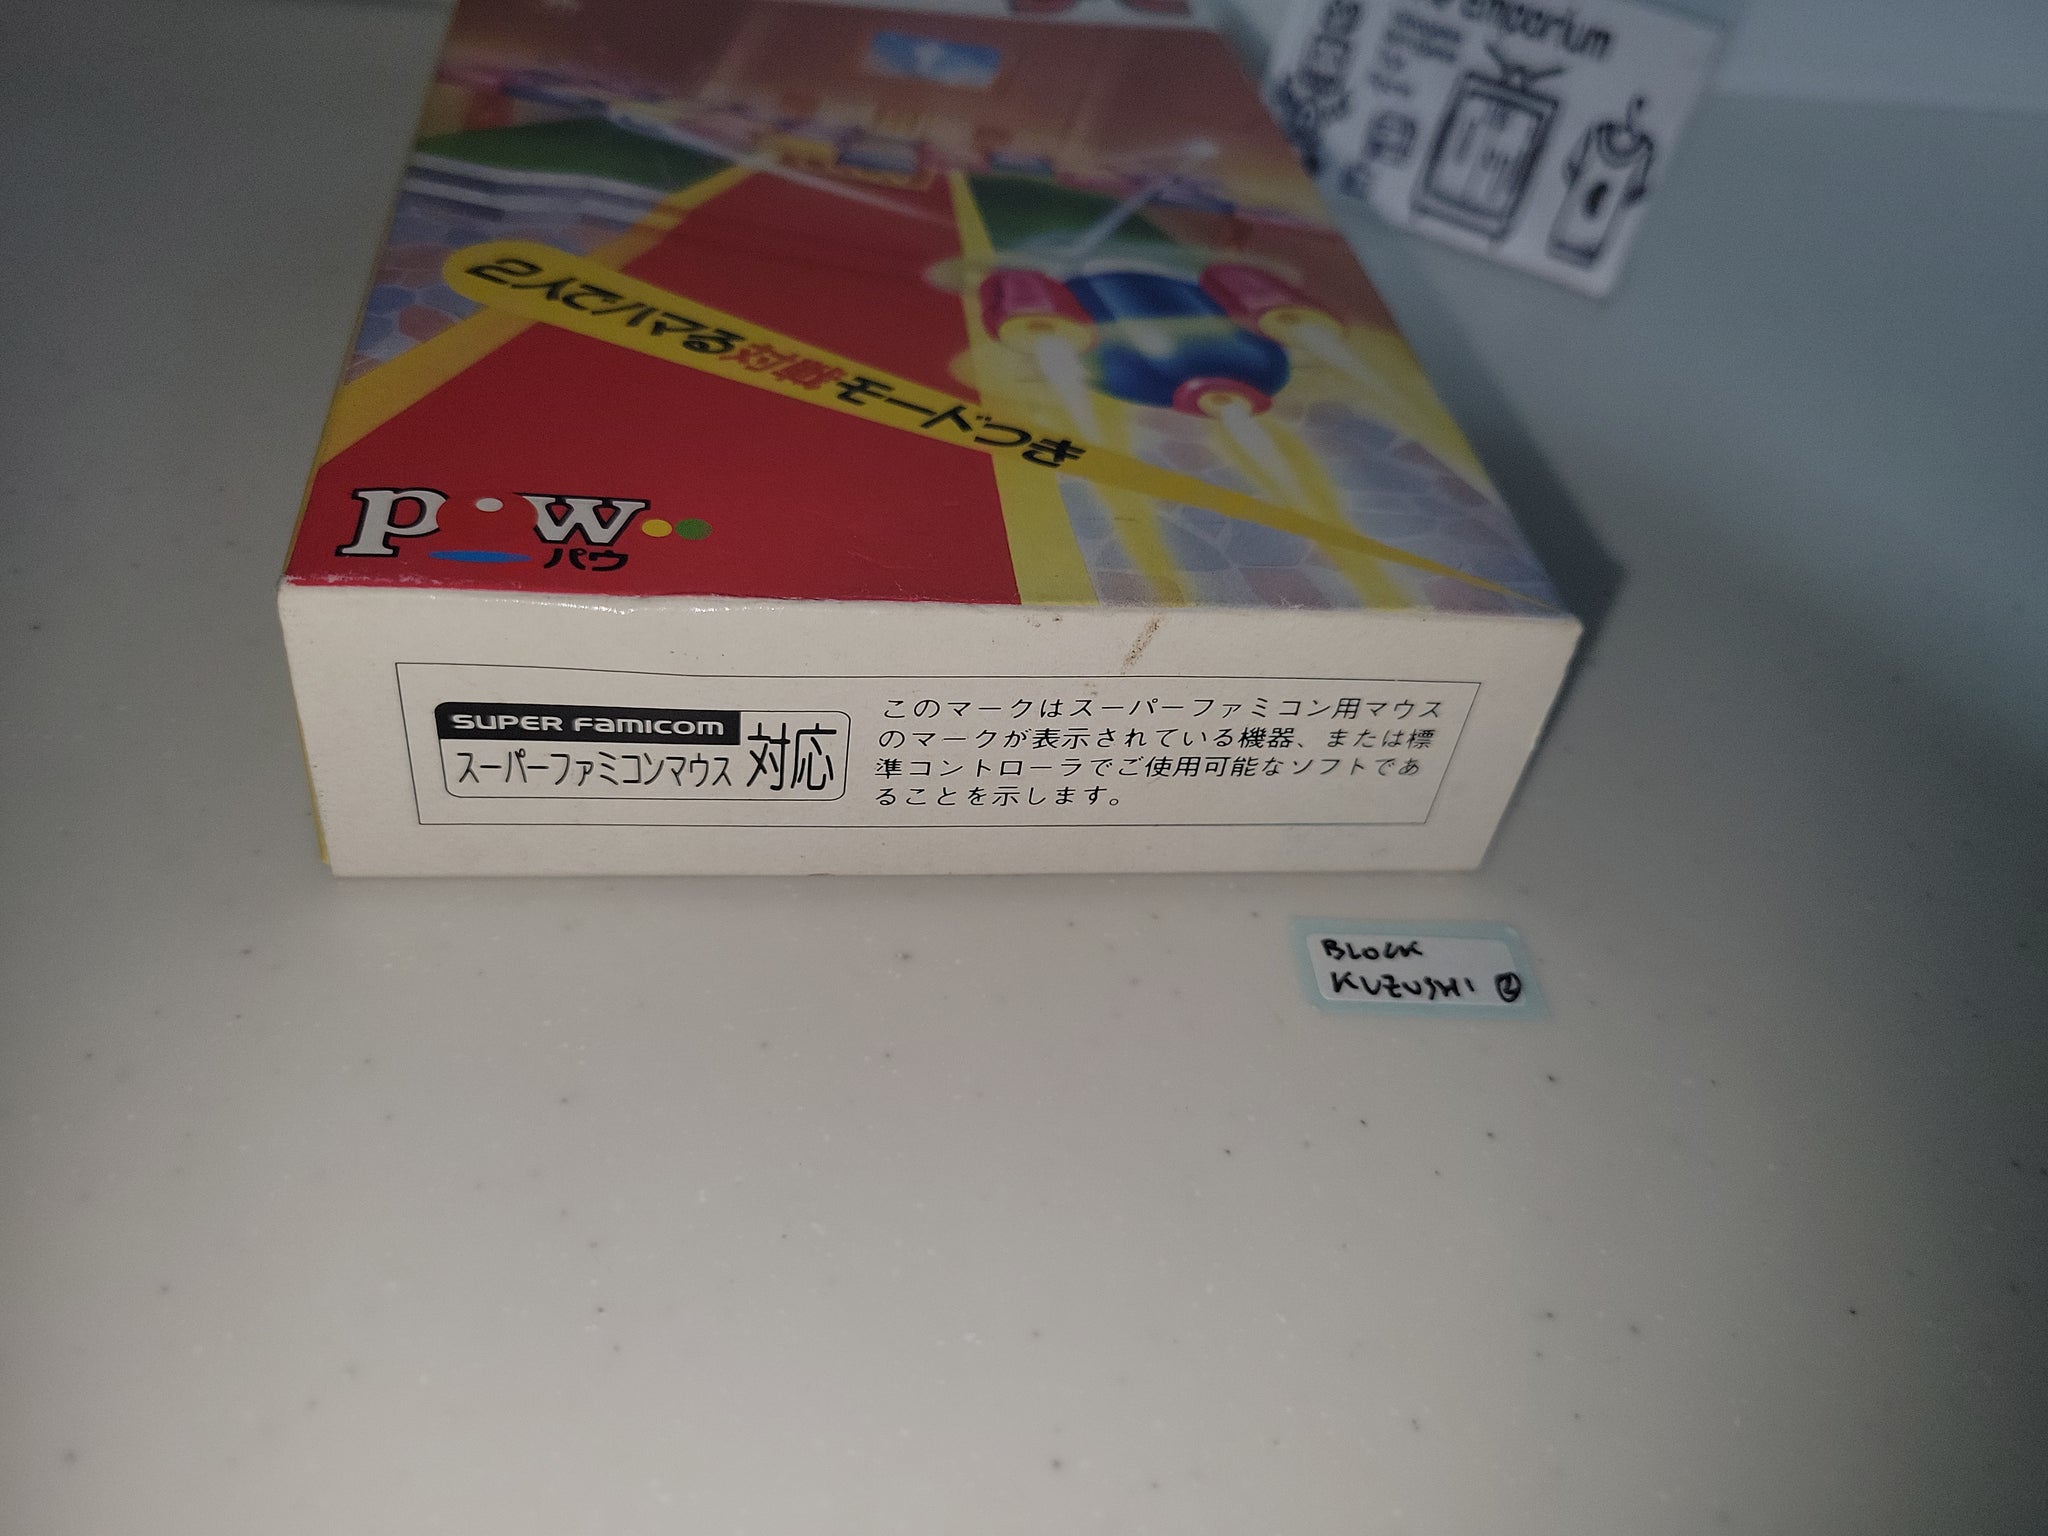 emporium
2人でハマる対戦モードつき
pow
パウ
SUPER FAMICOM
スーパーファミコンマウス
対応
このマークはスーパーファミコン用マウス
のマークが表示されている機器、または標
準コントローラでご使用可能なソフトであ
ることを示します。
BLOCK
KUZUSHI ②